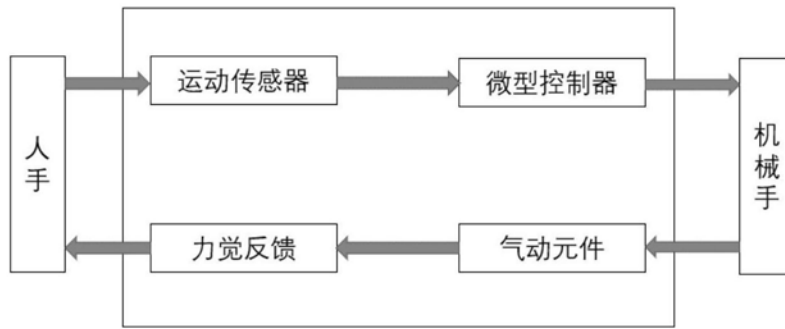 运动传感器
微型控制器
人手
机械手
力觉反馈
气动元件